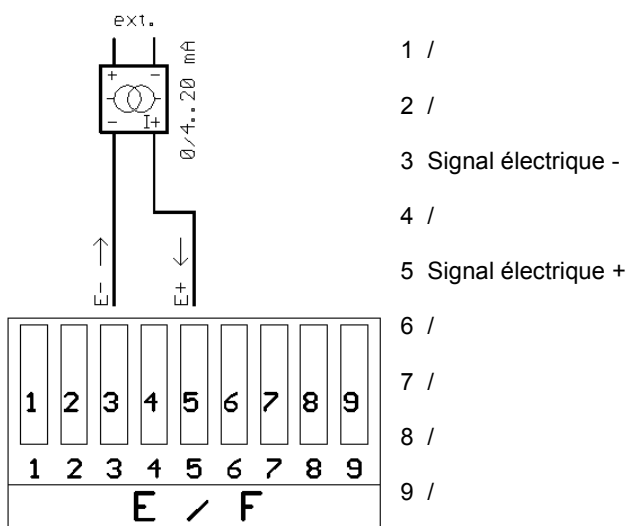 ext.
+ -
- I+
0/4..20 mA
E-
E+
1 2 3 4 5 6 7 8 9
1 2 3 4 5 6 7 8 9
E / F
1 /
2 /
3 Signal électrique -
4 /
5 Signal électrique +
6 /
7 /
8 /
9 /